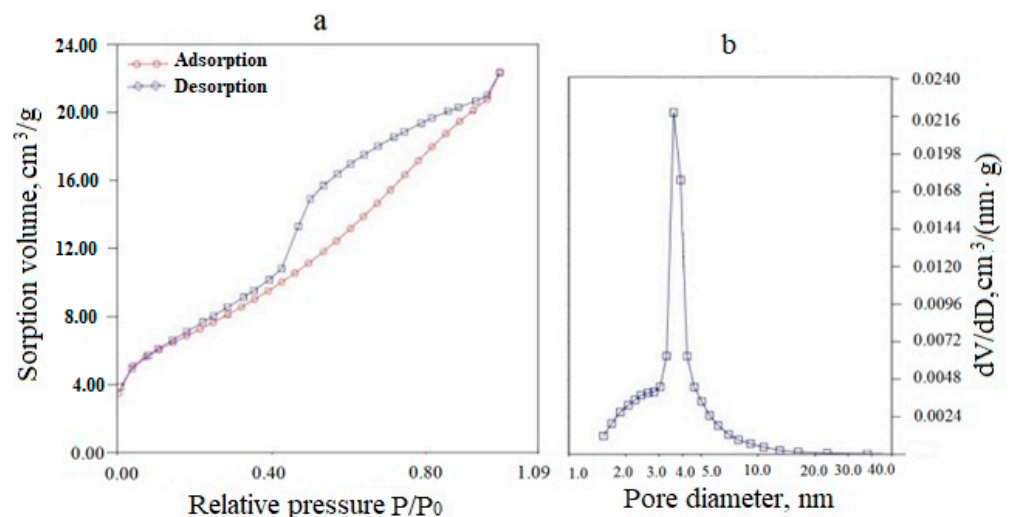 a
24.00
20.00
16.00
12.00
8.00
4.00
0.00
Sorption volume, cm³/g
Adsorption
Desorption
0.00 0.40 0.80 1.09
Relative pressure P/P₀
b
0.0240
0.0216
0.0198
0.0168
0.0144
0.0120
0.0096
0.0072
0.0048
0.0024
dV/dD,cm³/(nm·g)
1.0 2.0 3.0 4.0 5.0 10.0 20.0 30.0 40.0
Pore diameter, nm